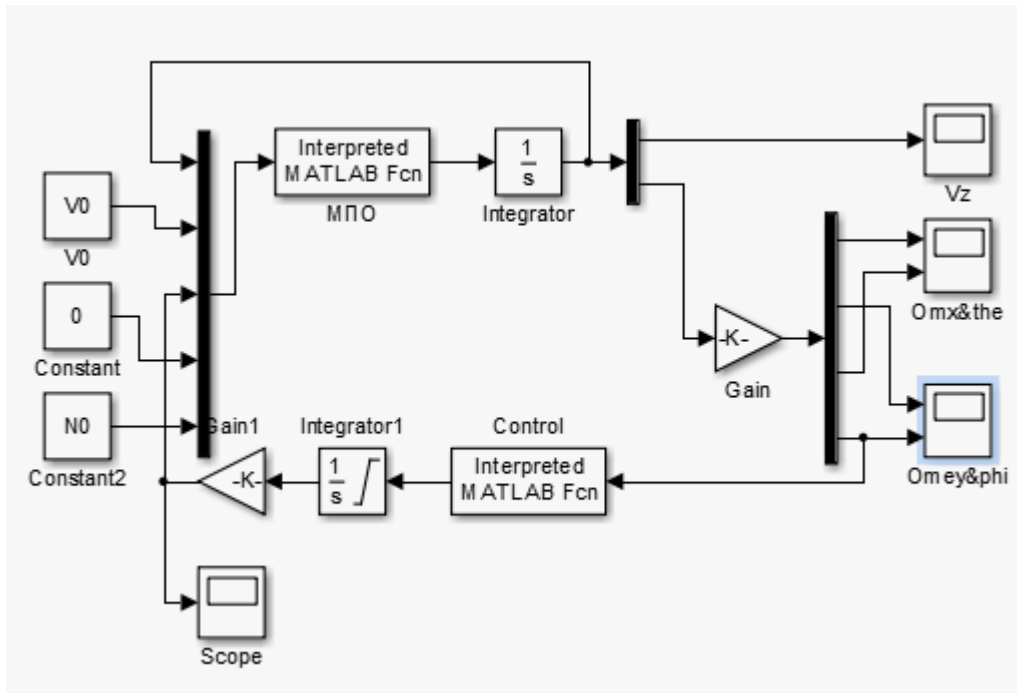 Interpreted
MATLAB Fcn
МПО
1
s
Integrator
Vz
V0
V0
Omx&the
0
Constant
-K-
Gain
N0
Constant2
Gain1
-K-
Integrator1
1
s
Control
Interpreted
MATLAB Fcn
Omey&phi
Scope